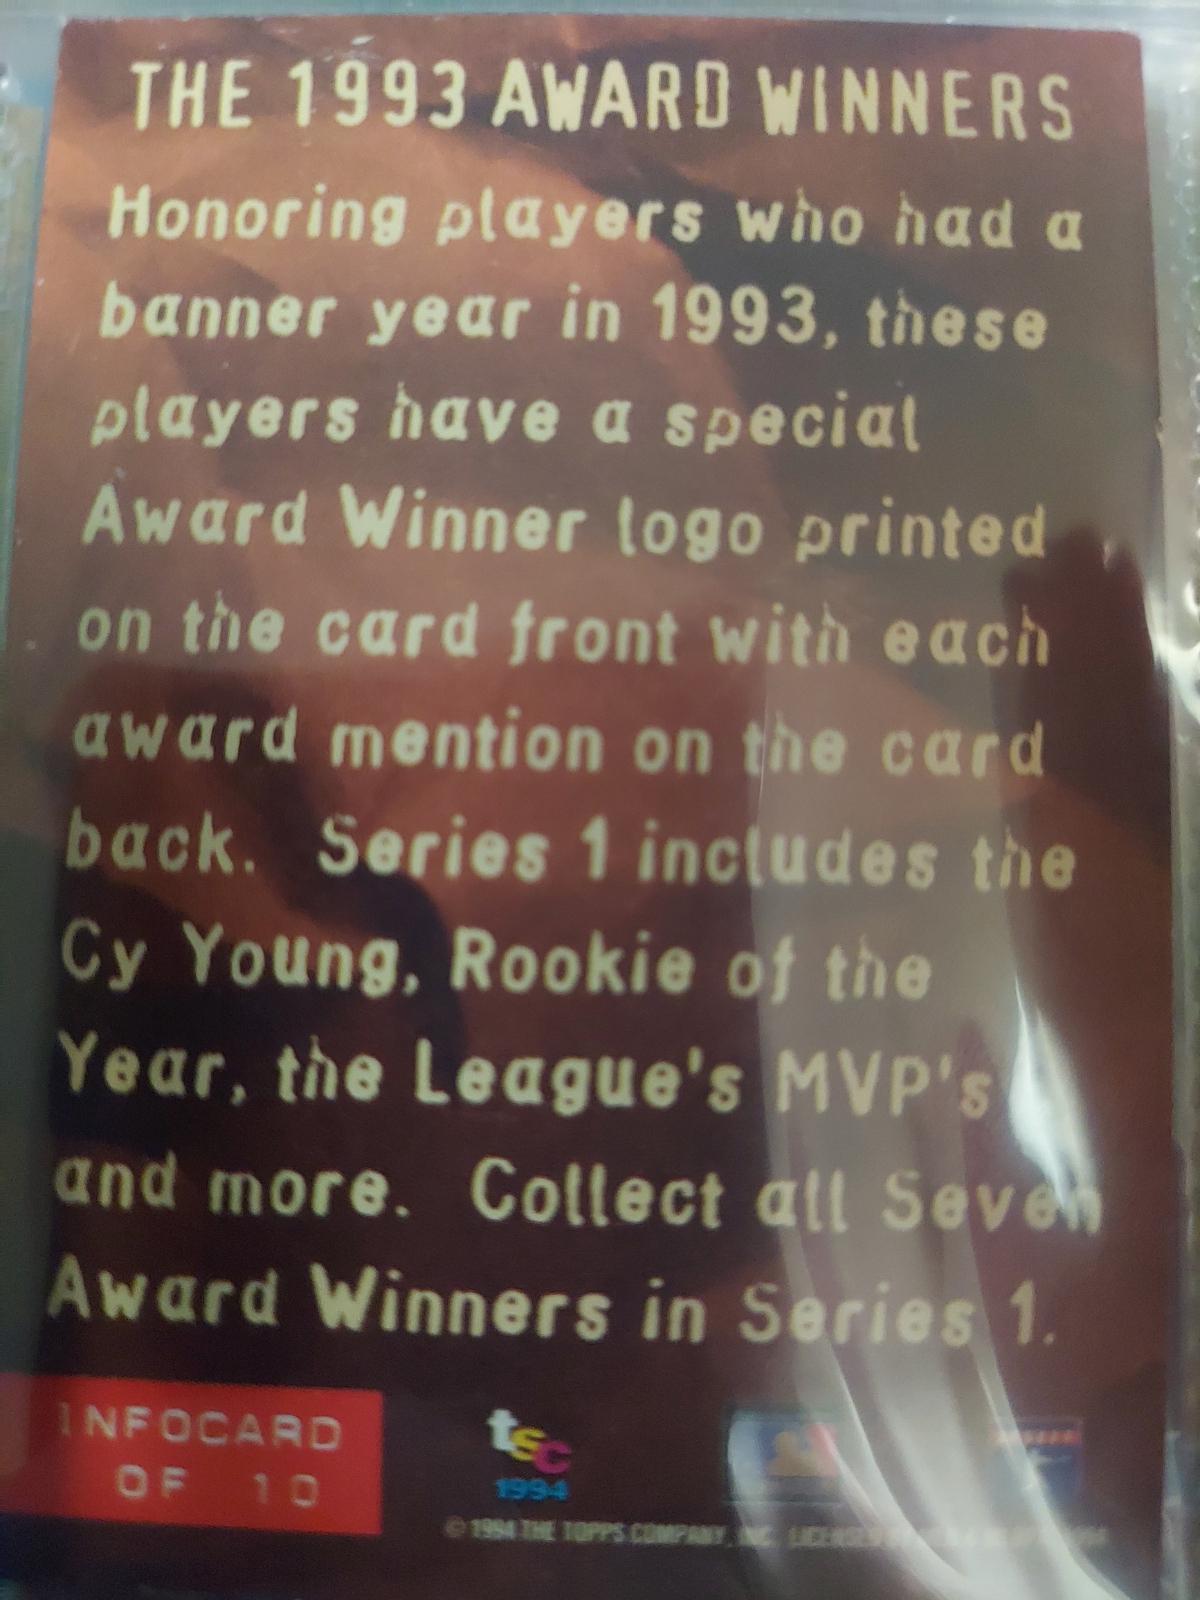 THE 1993 AWARD WINNERS
Honoring players who had a
banner year in 1993, these
players have a special
Award Winner logo printed
on the card front with each
award mention on the card
back. Series 1 includes the
Cy Young, Rookie of the
Year, the League's MVP's
and more. Collect all Seven
Award Winners in Series 1.
INFOCARD
OF 10
tsc
1994
© 1994 THE TOPPS COMPANY, INC. LICENSED